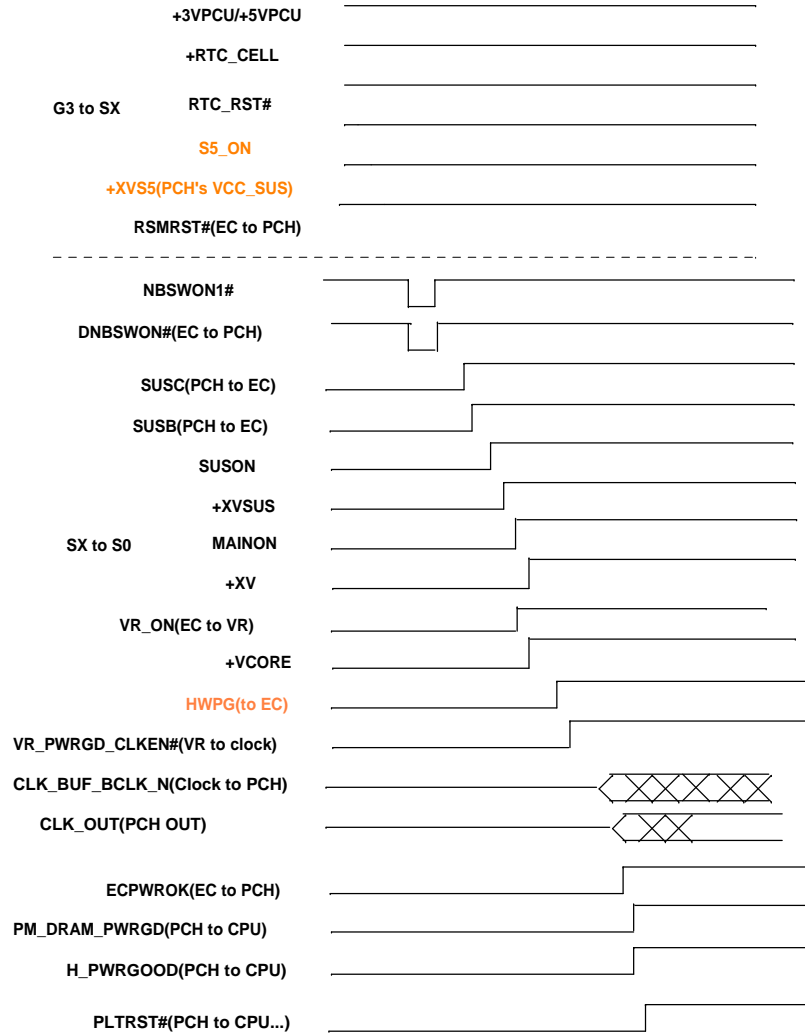 +3VPCU/+5VPCU
+RTC_CELL
G3 to SX
RTC_RST#
S5_ON
+XVS5(PCH's VCC_SUS)
RSMRST#(EC to PCH)
NBSWON1#
DNBSWON#(EC to PCH)
SUSC(PCH to EC)
SUSB(PCH to EC)
SUSON
+XVSUS
SX to S0
MAINON
+XV
VR_ON(EC to VR)
+VCORE
HWPG(to EC)
VR_PWRGD_CLKEN#(VR to clock)
CLK_BUF_BCLK_N(Clock to PCH)
CLK_OUT(PCH OUT)
ECPWROK(EC to PCH)
PM_DRAM_PWRGD(PCH to CPU)
H_PWRGOOD(PCH to CPU)
PLTRST#(PCH to CPU...)